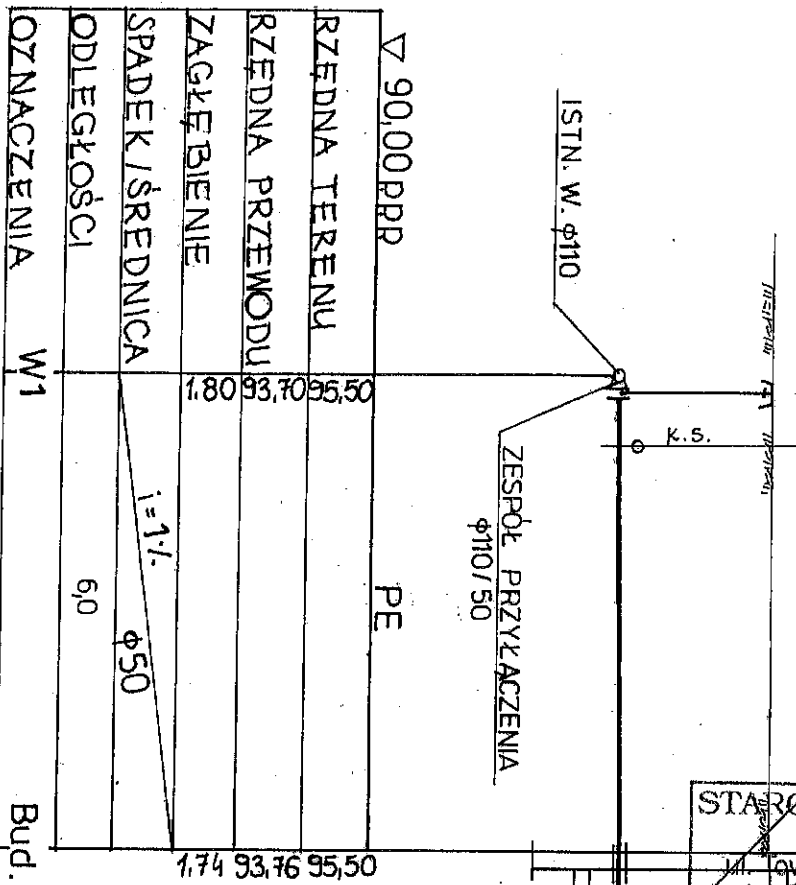 ISTN. W. φ110
K.S.
ZESPÓŁ PRZYŁĄCZENIA
φ110/50
▽ 90,00 ppp
PE
RZĘDNA TERENU 95,50 95,50
RZĘDNA PRZEWODU 93,70 93,76
ZAGŁĘBIENIE 1.80 1.74
SPADEK/ŚREDNICA i=1·/. φ50
ODLEGŁOŚCI 6,0
OZNACZENIA W1 Bud.